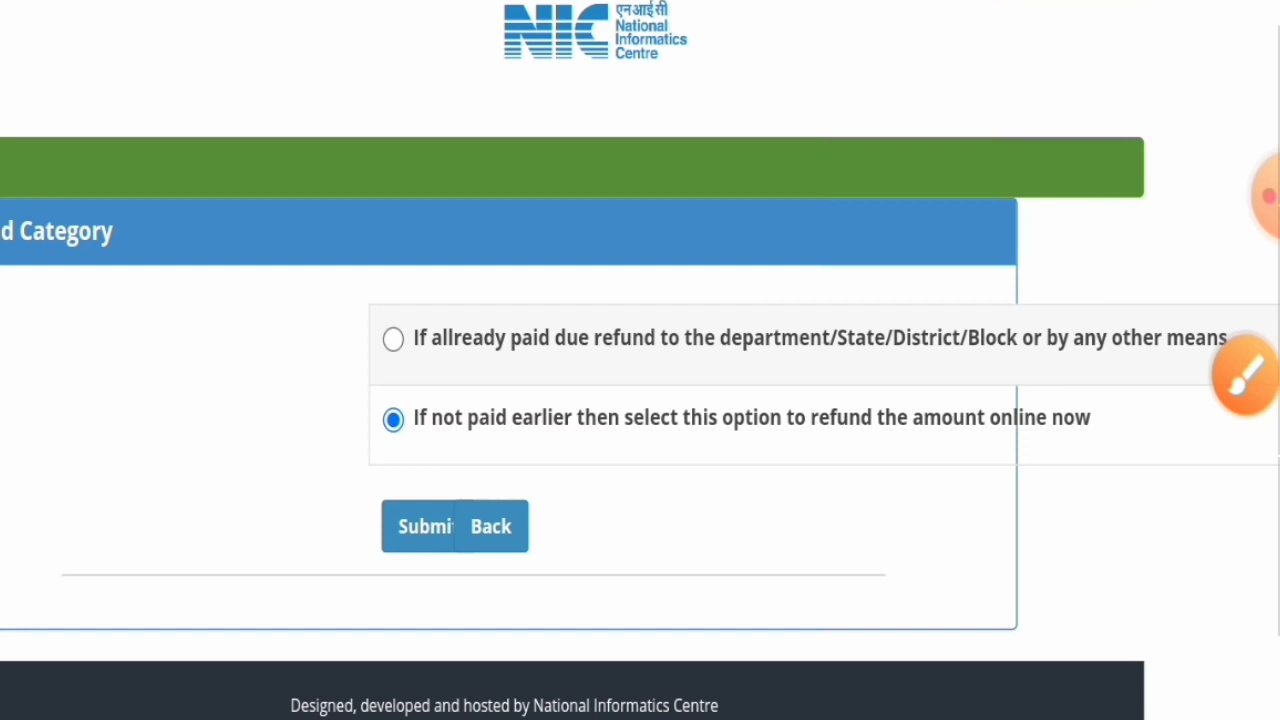 NIC एनआईसी
National
Informatics
Centre
d Category
If allready paid due refund to the department/State/District/Block or by any other means
If not paid earlier then select this option to refund the amount online now
Submi Back
Designed, developed and hosted by National Informatics Centre